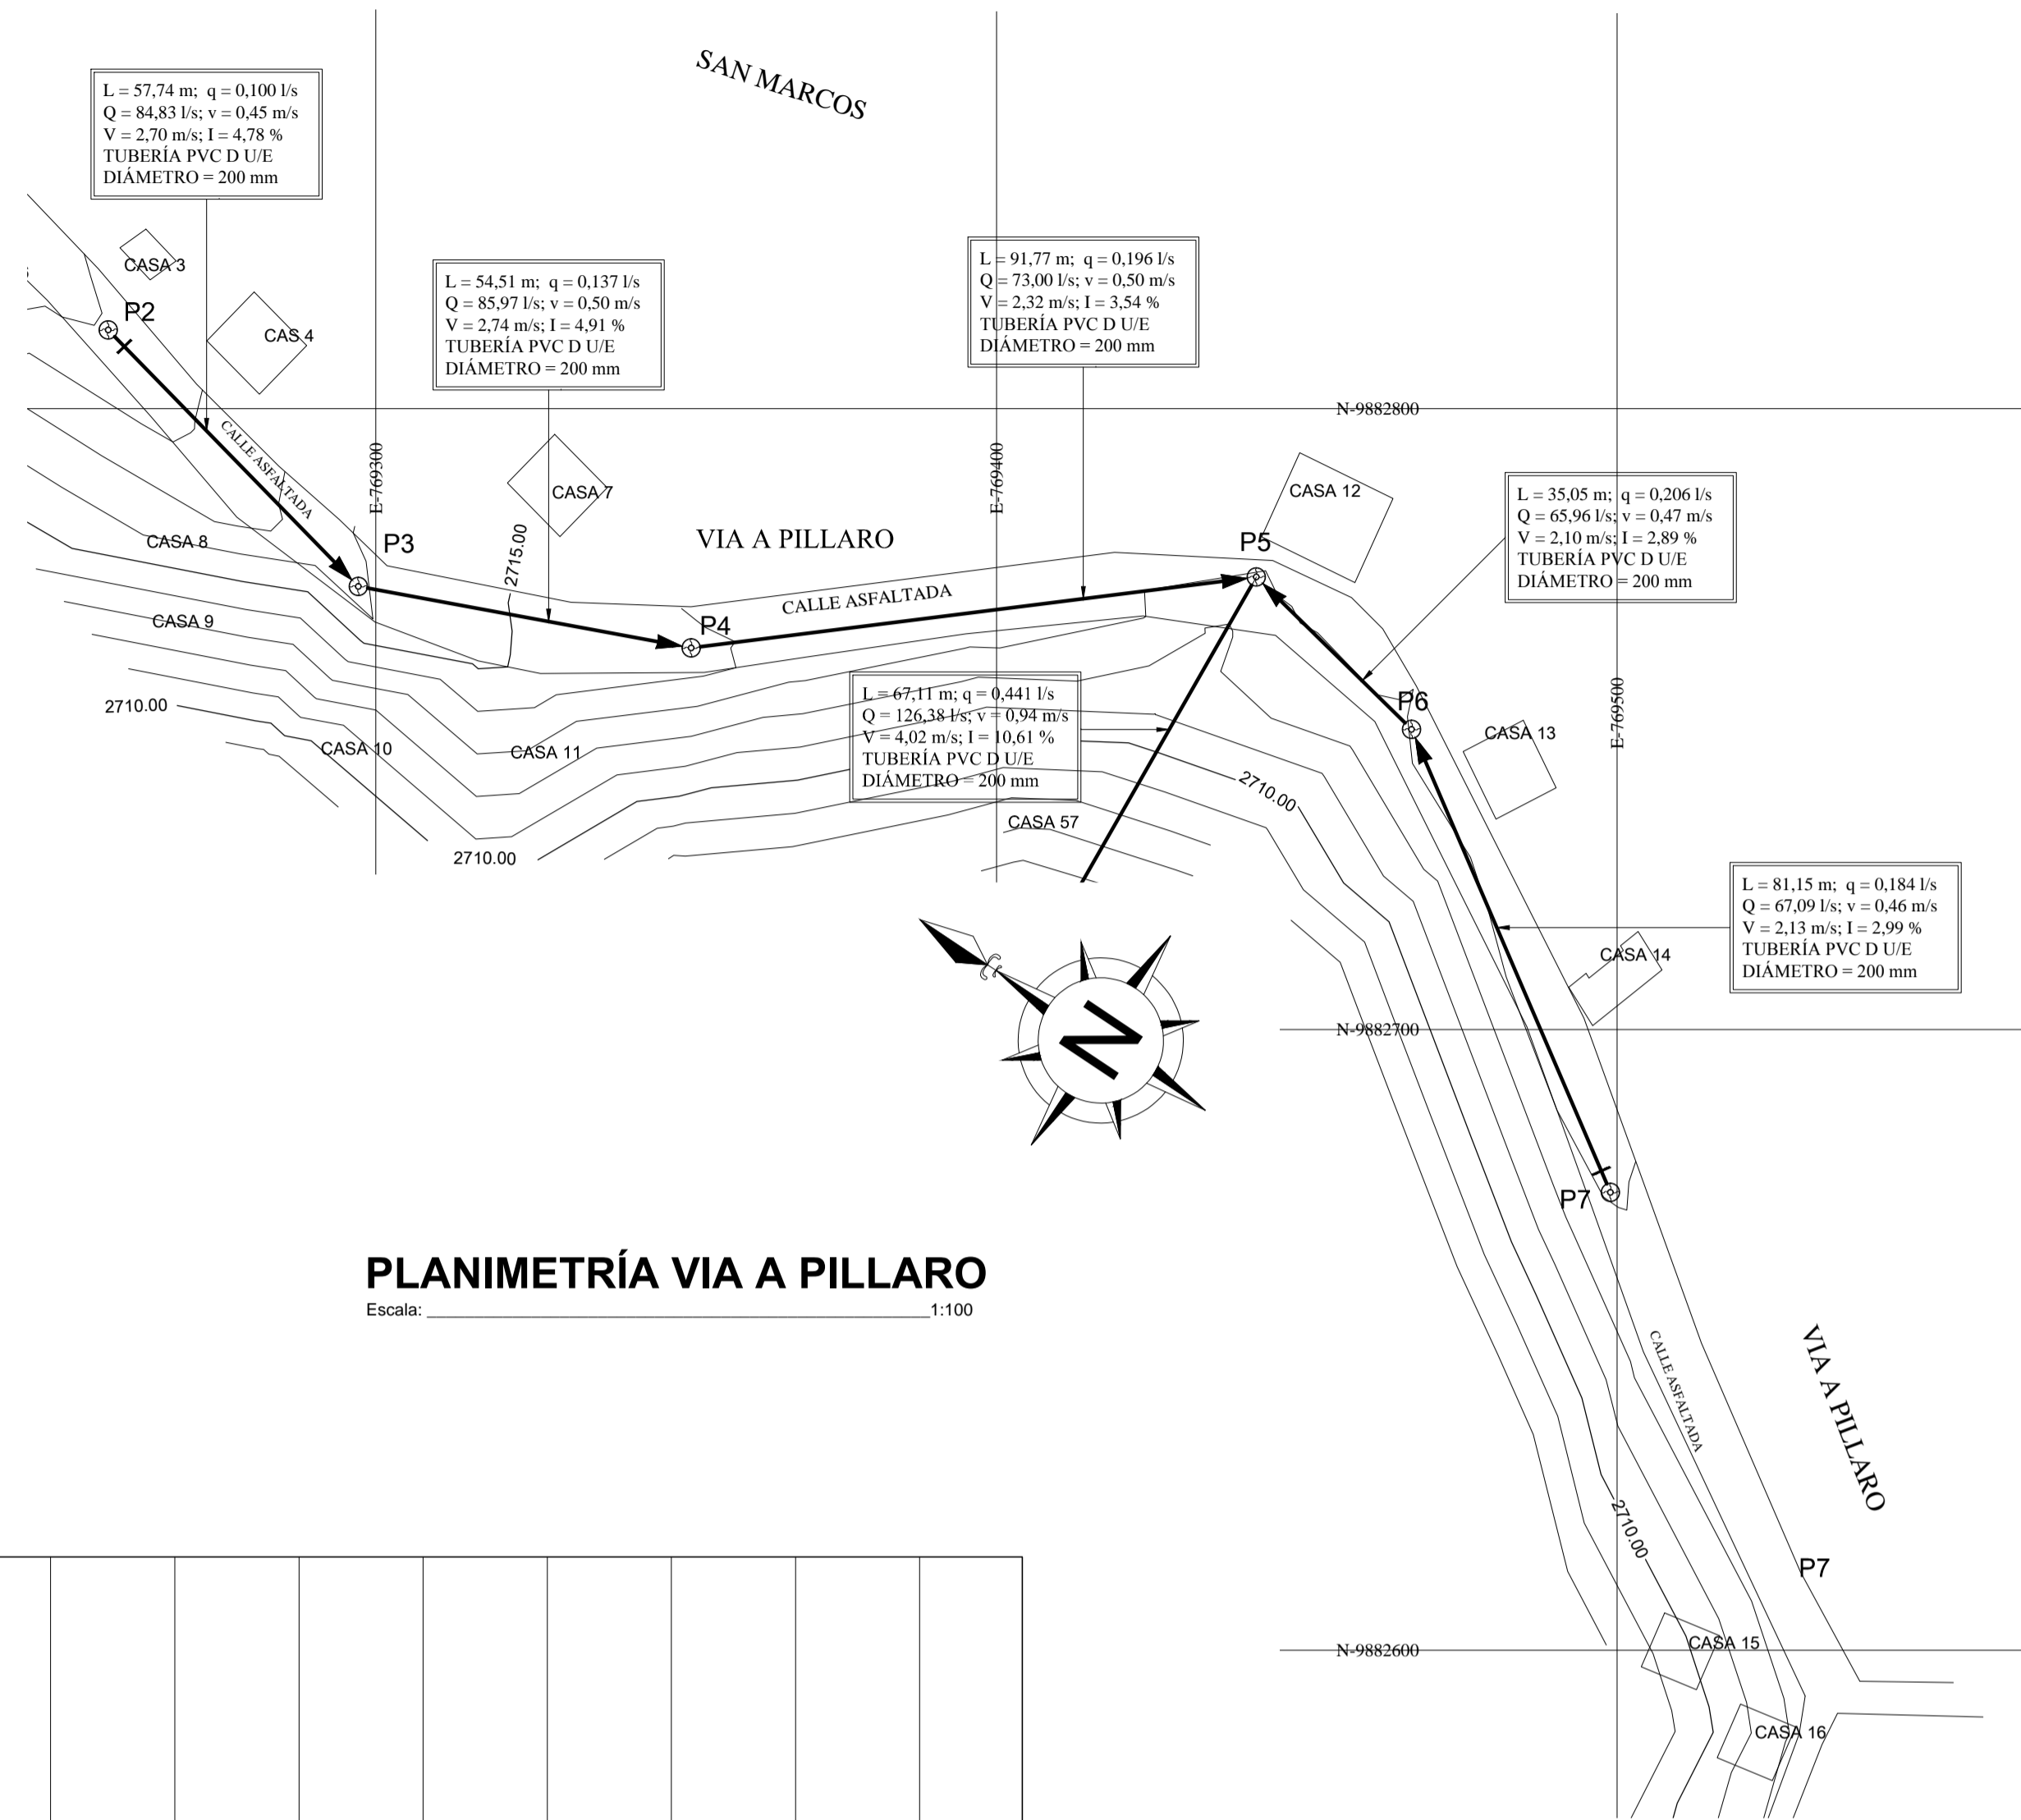 SAN MARCOS
L = 57,74 m;  q = 0,100 l/s
Q = 84,83 l/s; v = 0,45 m/s
V = 2,70 m/s; I = 4,78 %
TUBERÍA PVC D U/E
DIÁMETRO = 200 mm
CASA 3
P2
CAS 4
L = 54,51 m;  q = 0,137 l/s
Q = 85,97 l/s; v = 0,50 m/s
V = 2,74 m/s; I = 4,91 %
TUBERÍA PVC D U/E
DIÁMETRO = 200 mm
L = 91,77 m;  q = 0,196 l/s
Q = 73,00 l/s; v = 0,50 m/s
V = 2,32 m/s; I = 3,54 %
TUBERÍA PVC D U/E
DIÁMETRO = 200 mm
N-9882800
CALLE ASFALTADA
E-769300
CASA 7
E-769400
CASA 12
L = 35,05 m;  q = 0,206 l/s
Q = 65,96 l/s; v = 0,47 m/s
V = 2,10 m/s; I = 2,89 %
TUBERÍA PVC D U/E
DIÁMETRO = 200 mm
CASA 8
P3
2715.00
VIA A PILLARO
P5
CALLE ASFALTADA
CASA 9
P4
2710.00
L = 67,11 m; q = 0,441 l/s
Q = 126,38 l/s; v = 0,94 m/s
V = 4,02 m/s; I = 10,61 %
TUBERÍA PVC D U/E
DIÁMETRO = 200 mm
P6
E-769500
CASA 13
CASA 10
CASA 11
2710.00
CASA 57
2710.00
L = 81,15 m;  q = 0,184 l/s
Q = 67,09 l/s; v = 0,46 m/s
V = 2,13 m/s; I = 2,99 %
TUBERÍA PVC D U/E
DIÁMETRO = 200 mm
CASA 14
N
N-9882700
P7
PLANIMETRÍA VIA A PILLARO
Escala: 1:100
CALLE ASFALTADA
VIA A PILLARO
2710.00
P7
N-9882600
CASA 15
CASA 16